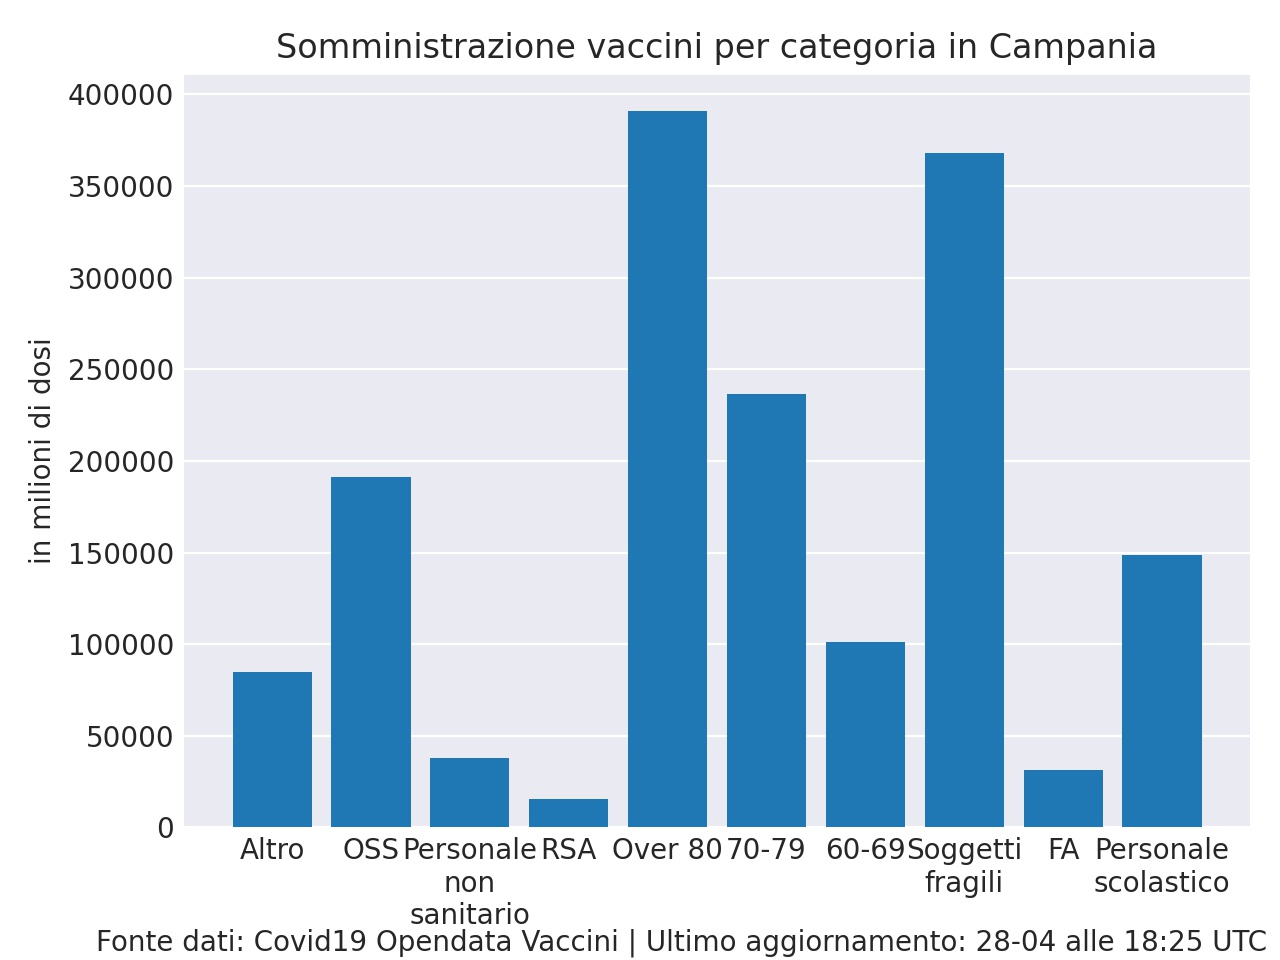 Somministrazione vaccini per categoria in Campania
in milioni di dosi
400000
350000
300000
250000
200000
150000
100000
50000
0
Altro
OSS
Personale
non
sanitario
RSA
Over 80
70-79
60-69
Soggetti
fragili
FA
Personale
scolastico
Fonte dati: Covid19 Opendata Vaccini | Ultimo aggiornamento: 28-04 alle 18:25 UTC